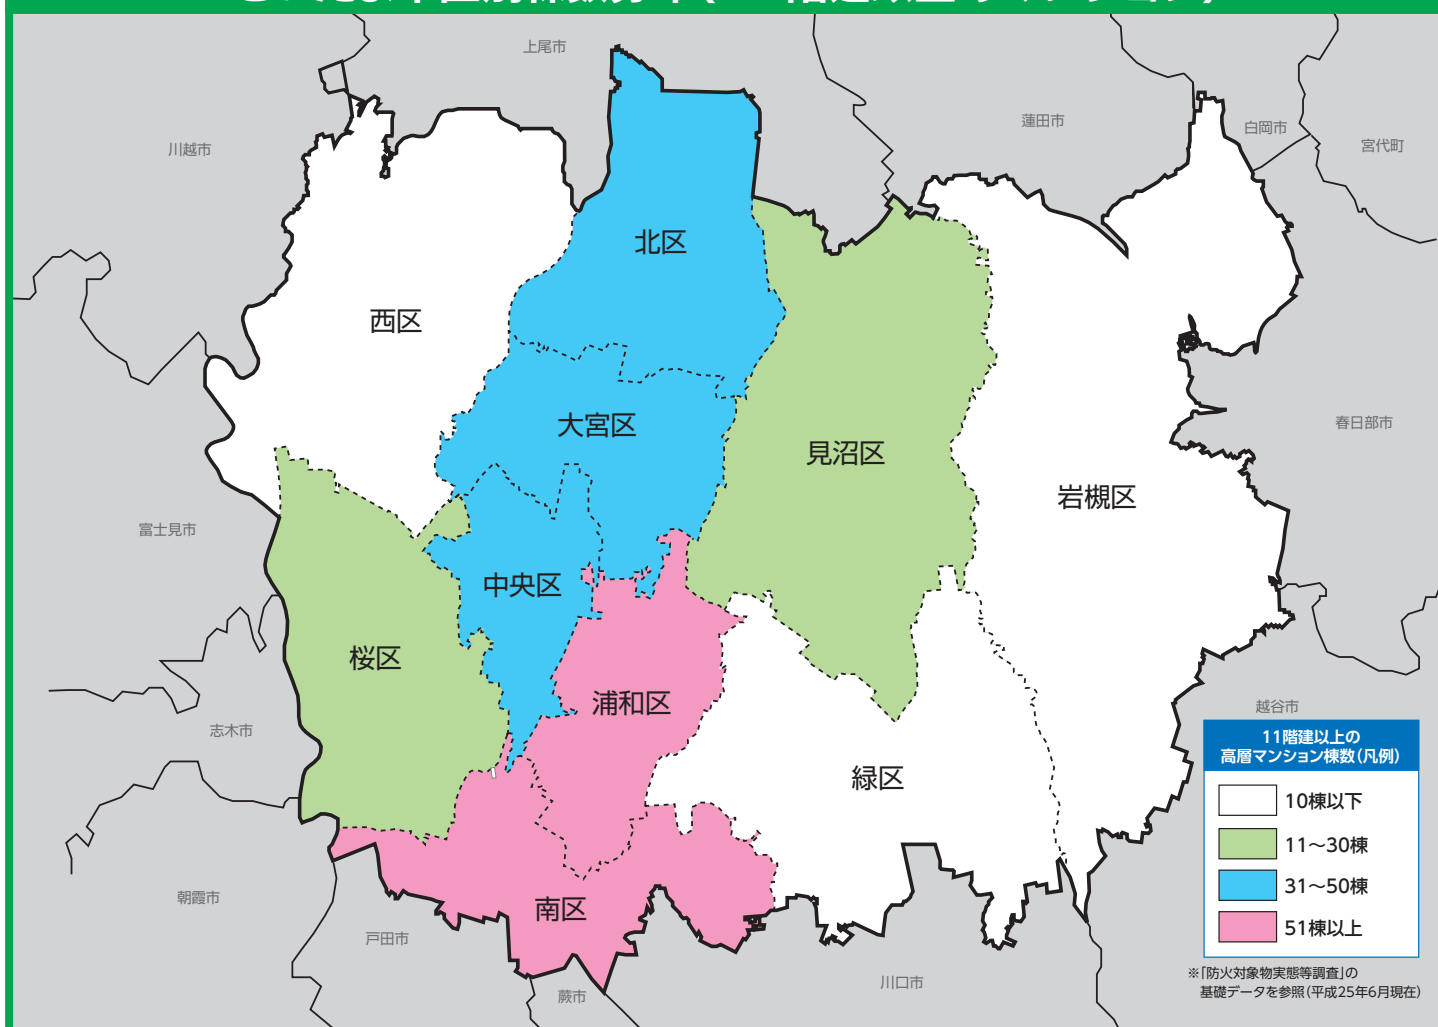 上尾市
蓮田市
白岡市
宮代町
川越市
北区
西区
大宮区
見沼区
岩槻区
春日部市
富士見市
中央区
桜区
浦和区
志木市
緑区
越谷市
朝霞市
南区
戸田市
蕨市
川口市
11階建以上の
高層マンション棟数(凡例)
10棟以下
11〜30棟
31〜50棟
51棟以上
※「防火対象物実態等調査」の
基礎データを参照(平成25年6月現在)